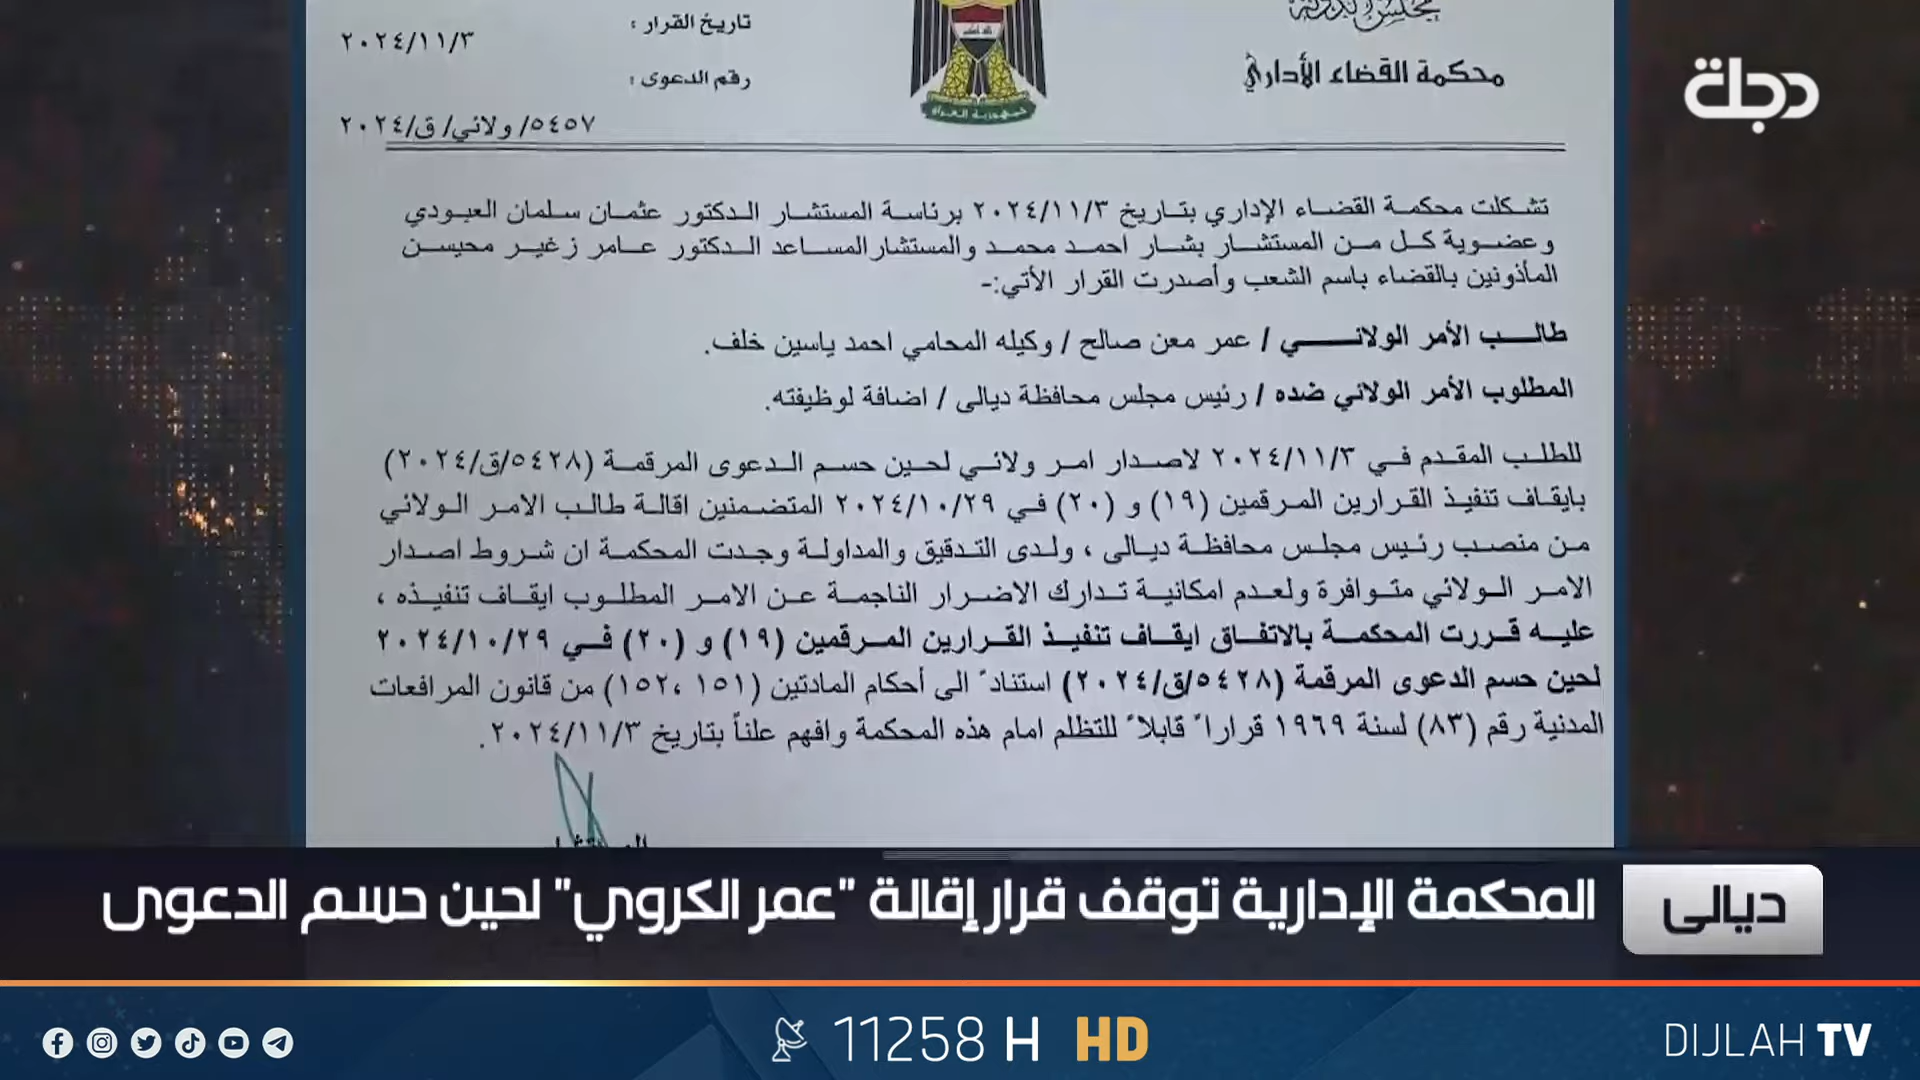 مجلس الدولة
محكمة القضاء الأداري
تاريخ القرار :
٢٠٢٤/١١/٣
رقم الدعوى :
٥٤٥٧/ ولائي/ ق/٢٠٢٤
جمهورية العراق
دجلة
تشكلت محكمة القضاء الإداري بتاريخ ٢٠٢٤/١١/٣ برئاسة المستشار الدكتور عثمان سلمان العبودي
وعضوية كل من المستشار بشار احمد محمد والمستشار المساعد الدكتور عامر زغير محيسن
المأذونين بالقضاء باسم الشعب وأصدرت القرار الأتي:-
طالب الأمر الولائي / عمر معن صالح / وكيله المحامي احمد ياسين خلف.
المطلوب الأمر الولائي ضده / رئيس مجلس محافظة ديالى / اضافة لوظيفته.
للطلب المقدم في ٢٠٢٤/١١/٣ لاصدار امر ولائي لحين حسم الدعوى المرقمة (٥٤٢٨/ق/٢٠٢٤)
بايقاف تنفيذ القرارين المرقمين (١٩) و (٢٠) في ٢٠٢٤/١٠/٢٩ المتضمنين اقالة طالب الامر الولائي
من منصب رئيس مجلس محافظة ديالى ، ولدى التدقيق والمداولة وجدت المحكمة ان شروط اصدار
الامر الولائي متوافرة ولعدم امكانية تدارك الاضرار الناجمة عن الامر المطلوب ايقاف تنفيذه ،
عليه قررت المحكمة بالاتفاق ايقاف تنفيذ القرارين المرقمين (١٩) و (٢٠) في ٢٠٢٤/١٠/٢٩
لحين حسم الدعوى المرقمة (٥٤٢٨/ق/٢٠٢٤) استناد ً الى أحكام المادتين (١٥١ ،١٥٢) من قانون المرافعات
المدنية رقم (٨٣) لسنة ١٩٦٩ قرارا ً قابلا ً للتظلم امام هذه المحكمة وافهم علناً بتاريخ ٢٠٢٤/١١/٣.
ديالى
المحكمة الإدارية توقف قرار إقالة "عمر الكروي" لحين حسم الدعوى
11258 H HD
DIJLAH TV